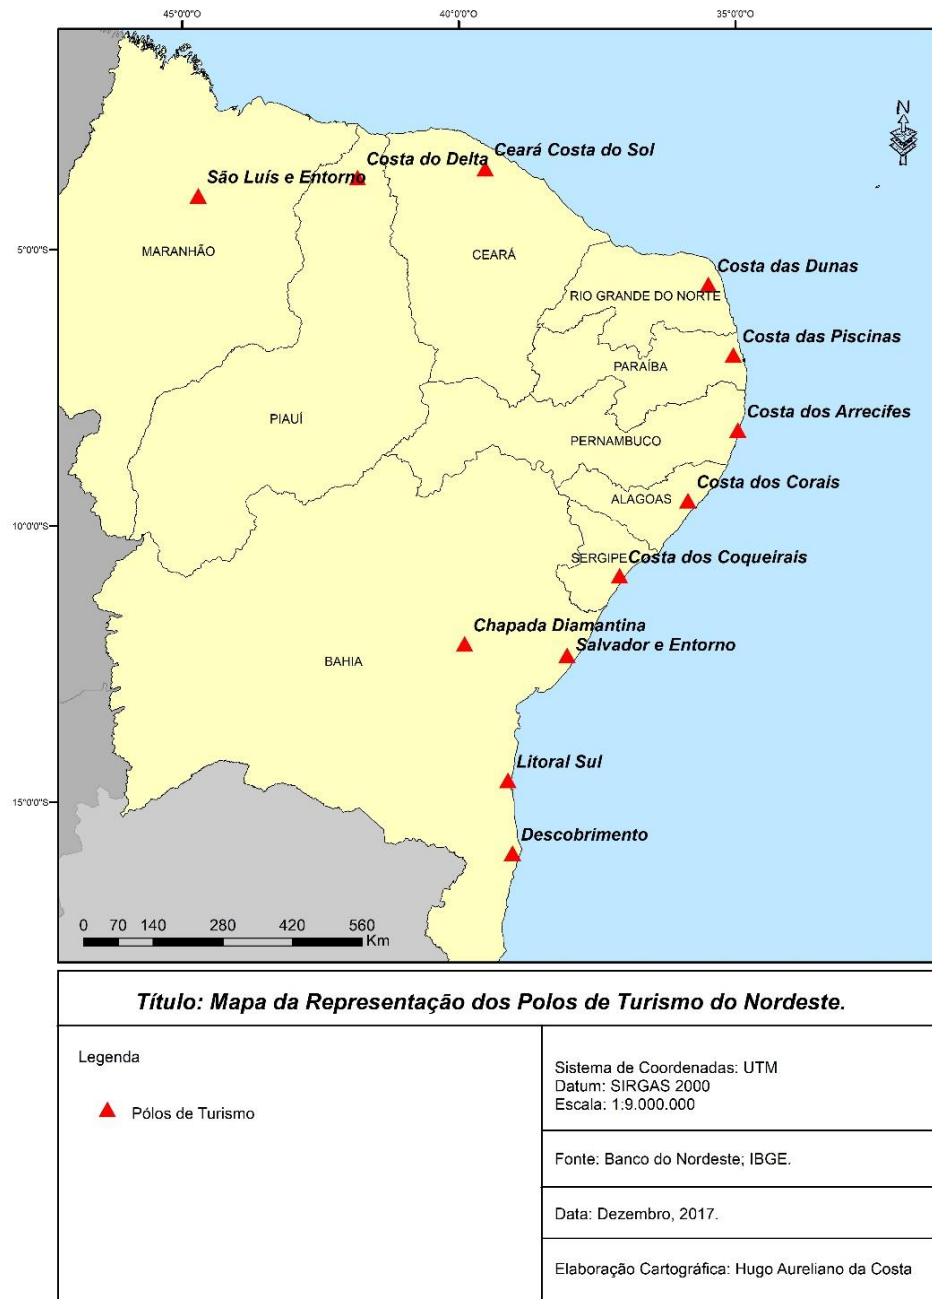 45°0'0"O
40°0'0"O
35°0'0"O
N
Ceará Costa do Sol
Costa do Delta
São Luís e Entorno
5°0'0"S
MARANHÃO
CEARÁ
Costa das Dunas
RIO GRANDE DO NORTE
Costa das Piscinas
PARAÍBA
PIAUÍ
Costa dos Arrecifes
PERNAMBUCO
Costa dos Corais
ALAGOAS
10°0'0"S
SERGIPE
Costa dos Coqueirais
Chapada Diamantina
Salvador e Entorno
BAHIA
Litoral Sul
15°0'0"S
Descobrimento
0 70 140 280 420 560
Km
Título: Mapa da Representação dos Polos de Turismo do Nordeste.
Legenda
Pólos de Turismo
Sistema de Coordenadas: UTM
Datum: SIRGAS 2000
Escala: 1:9.000.000
Fonte: Banco do Nordeste; IBGE.
Data: Dezembro, 2017.
Elaboração Cartográfica: Hugo Aureliano da Costa